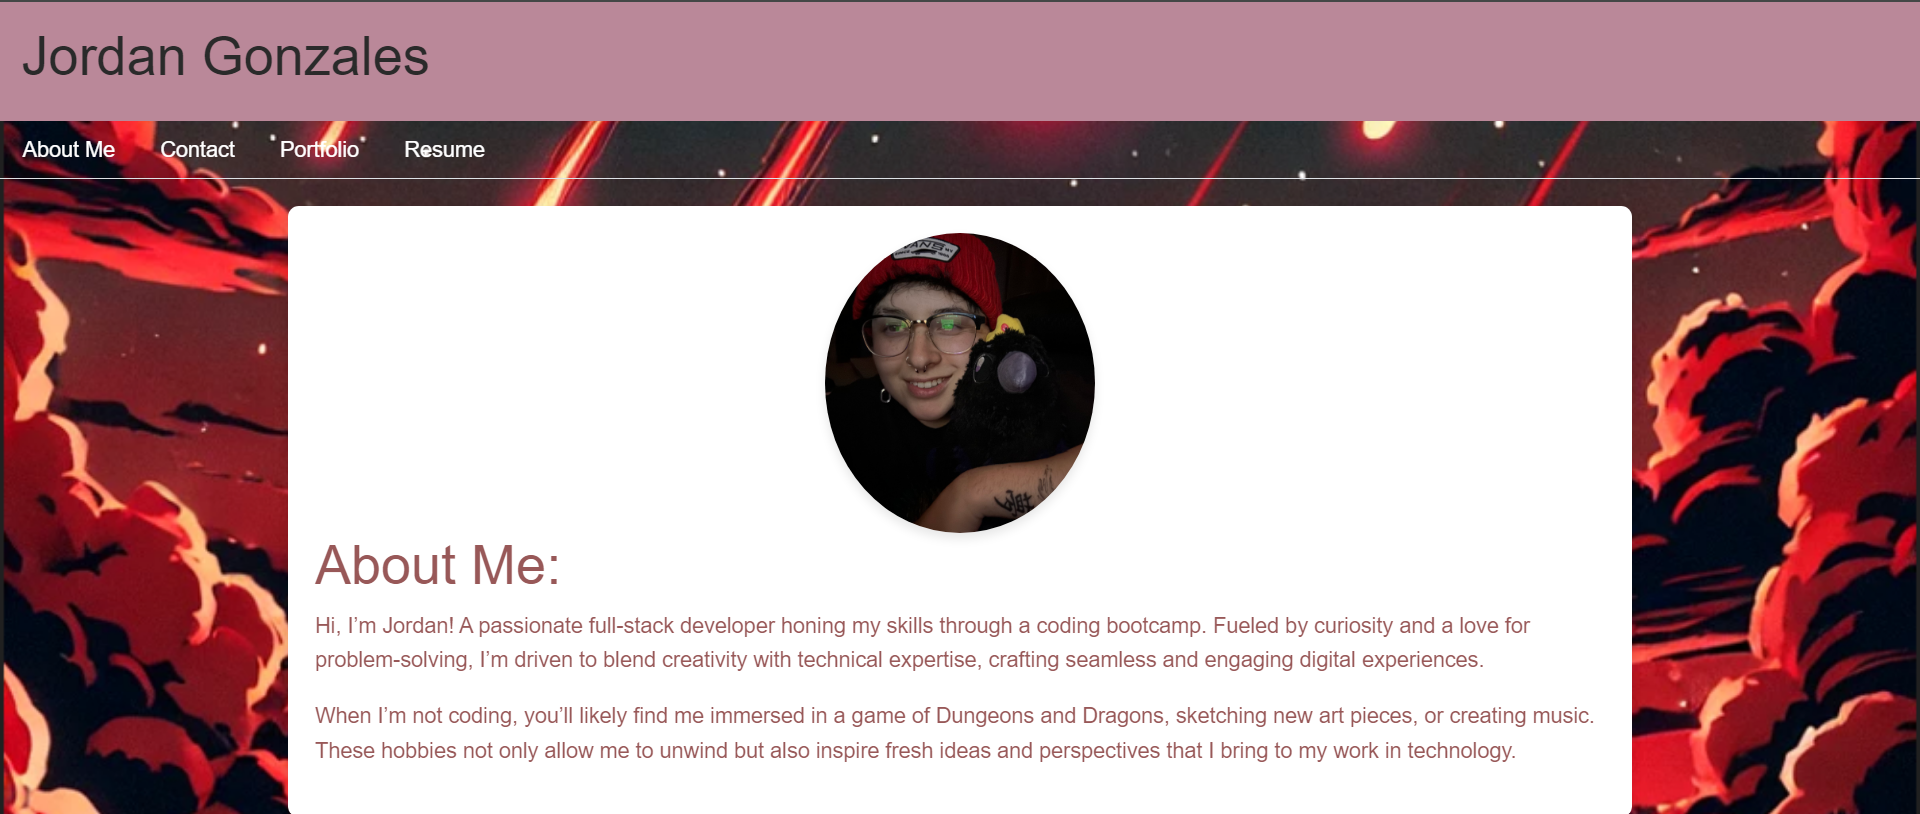 Jordan Gonzales
About Me Contact Portfolio Resume
VANS
About Me:
Hi, I’m Jordan! A passionate full-stack developer honing my skills through a coding bootcamp. Fueled by curiosity and a love for
problem-solving, I’m driven to blend creativity with technical expertise, crafting seamless and engaging digital experiences.
When I’m not coding, you’ll likely find me immersed in a game of Dungeons and Dragons, sketching new art pieces, or creating music.
These hobbies not only allow me to unwind but also inspire fresh ideas and perspectives that I bring to my work in technology.